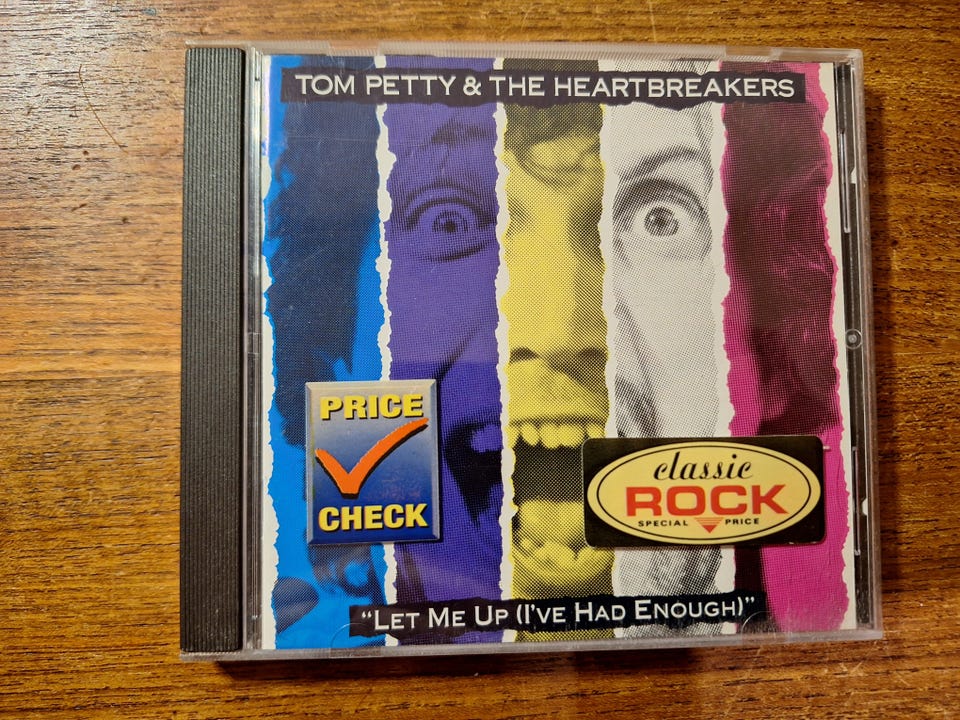 TOM PETTY & THE HEARTBREAKERS
PRICE
CHECK
classic
ROCK
SPECIAL PRICE
"LET ME UP (I'VE HAD ENOUGH)"